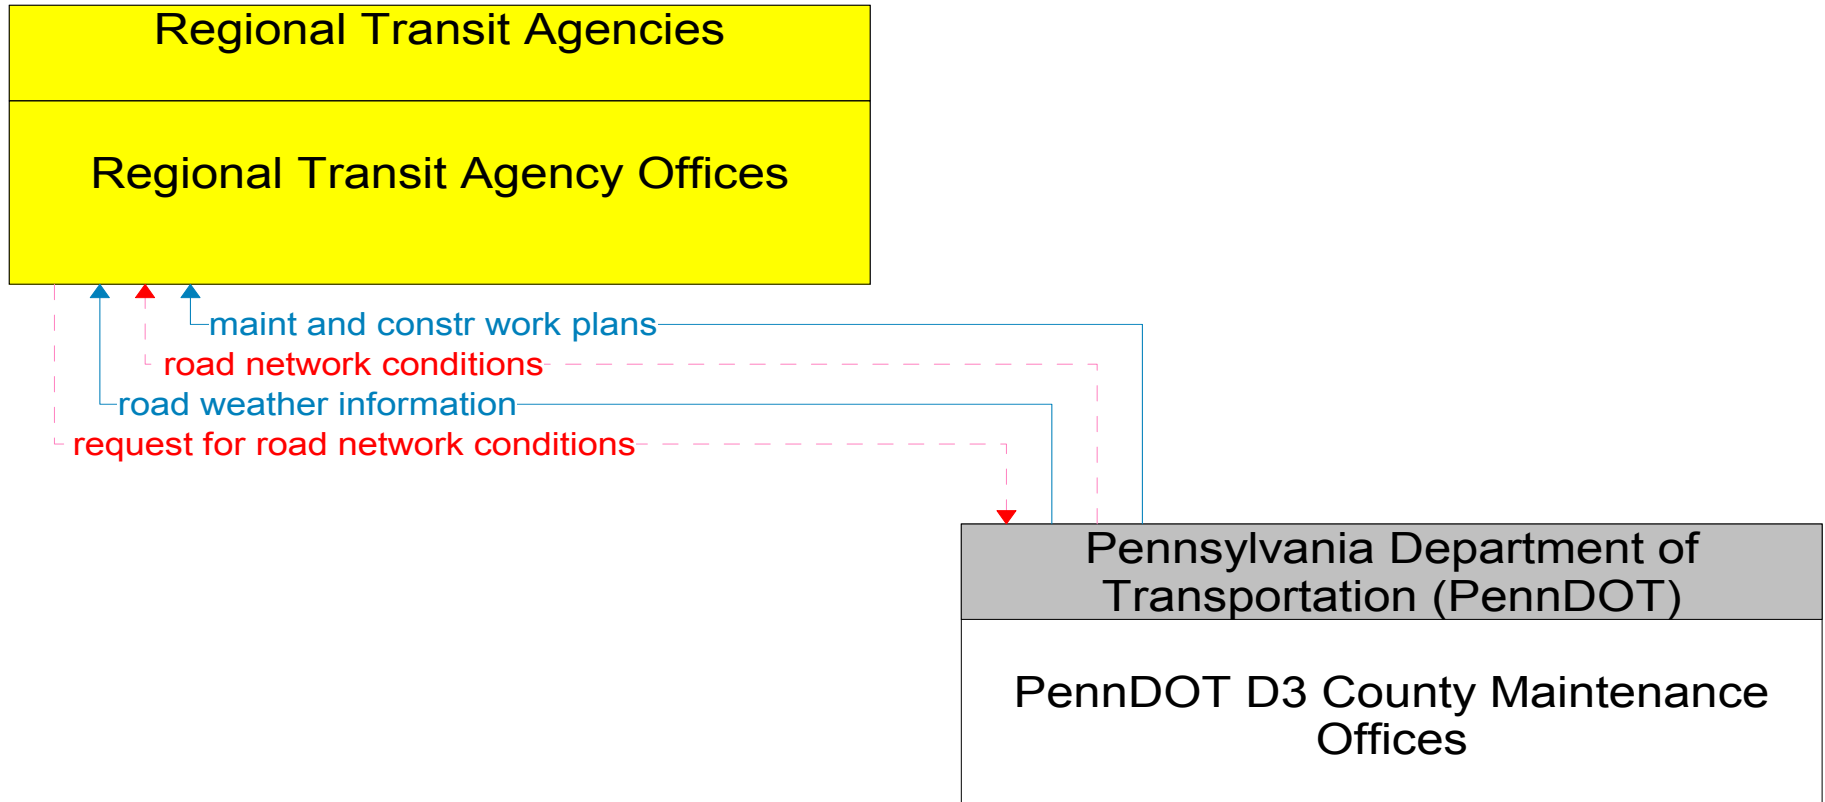 Regional Transit Agencies
Regional Transit Agency Offices
maint and constr work plans
road network conditions
road weather information
request for road network conditions
Pennsylvania Department of
Transportation (PennDOT)
PennDOT D3 County Maintenance
Offices